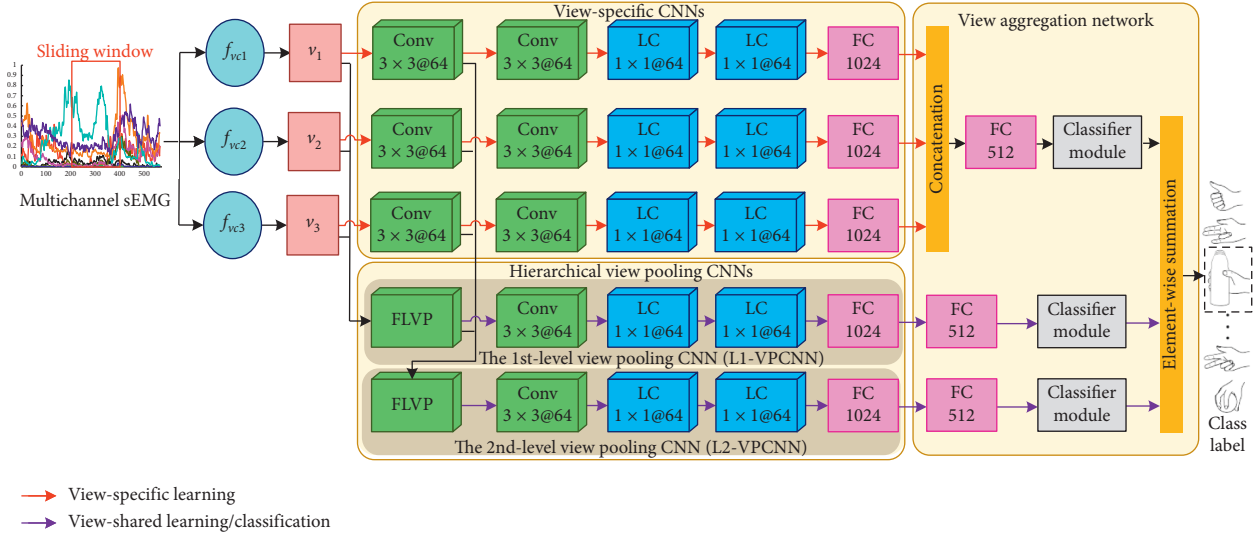 View-specific CNNs
View aggregation network
Sliding window
1
0.9
0.8
0.7
0.6
0.5
0.4
0.3
0.2
0.1
0
0 100 200 300 400 500
Multichannel sEMG
f_vc1
v_1
Conv
3 × 3@64
Conv
3 × 3@64
LC
1 × 1@64
LC
1 × 1@64
FC
1024
f_vc2
v_2
Conv
3 × 3@64
Conv
3 × 3@64
LC
1 × 1@64
LC
1 × 1@64
FC
1024
f_vc3
v_3
Conv
3 × 3@64
Conv
3 × 3@64
LC
1 × 1@64
LC
1 × 1@64
FC
1024
Concatenation
FC
512
Classifier
module
Element-wise summation
Hierarchical view pooling CNNs
FLVP
Conv
3 × 3@64
LC
1 × 1@64
LC
1 × 1@64
FC
1024
FC
512
Classifier
module
The 1st-level view pooling CNN (L1-VPCNN)
FLVP
Conv
3 × 3@64
LC
1 × 1@64
LC
1 × 1@64
FC
1024
FC
512
Classifier
module
The 2nd-level view pooling CNN (L2-VPCNN)
Class
label
View-specific learning
View-shared learning/classification